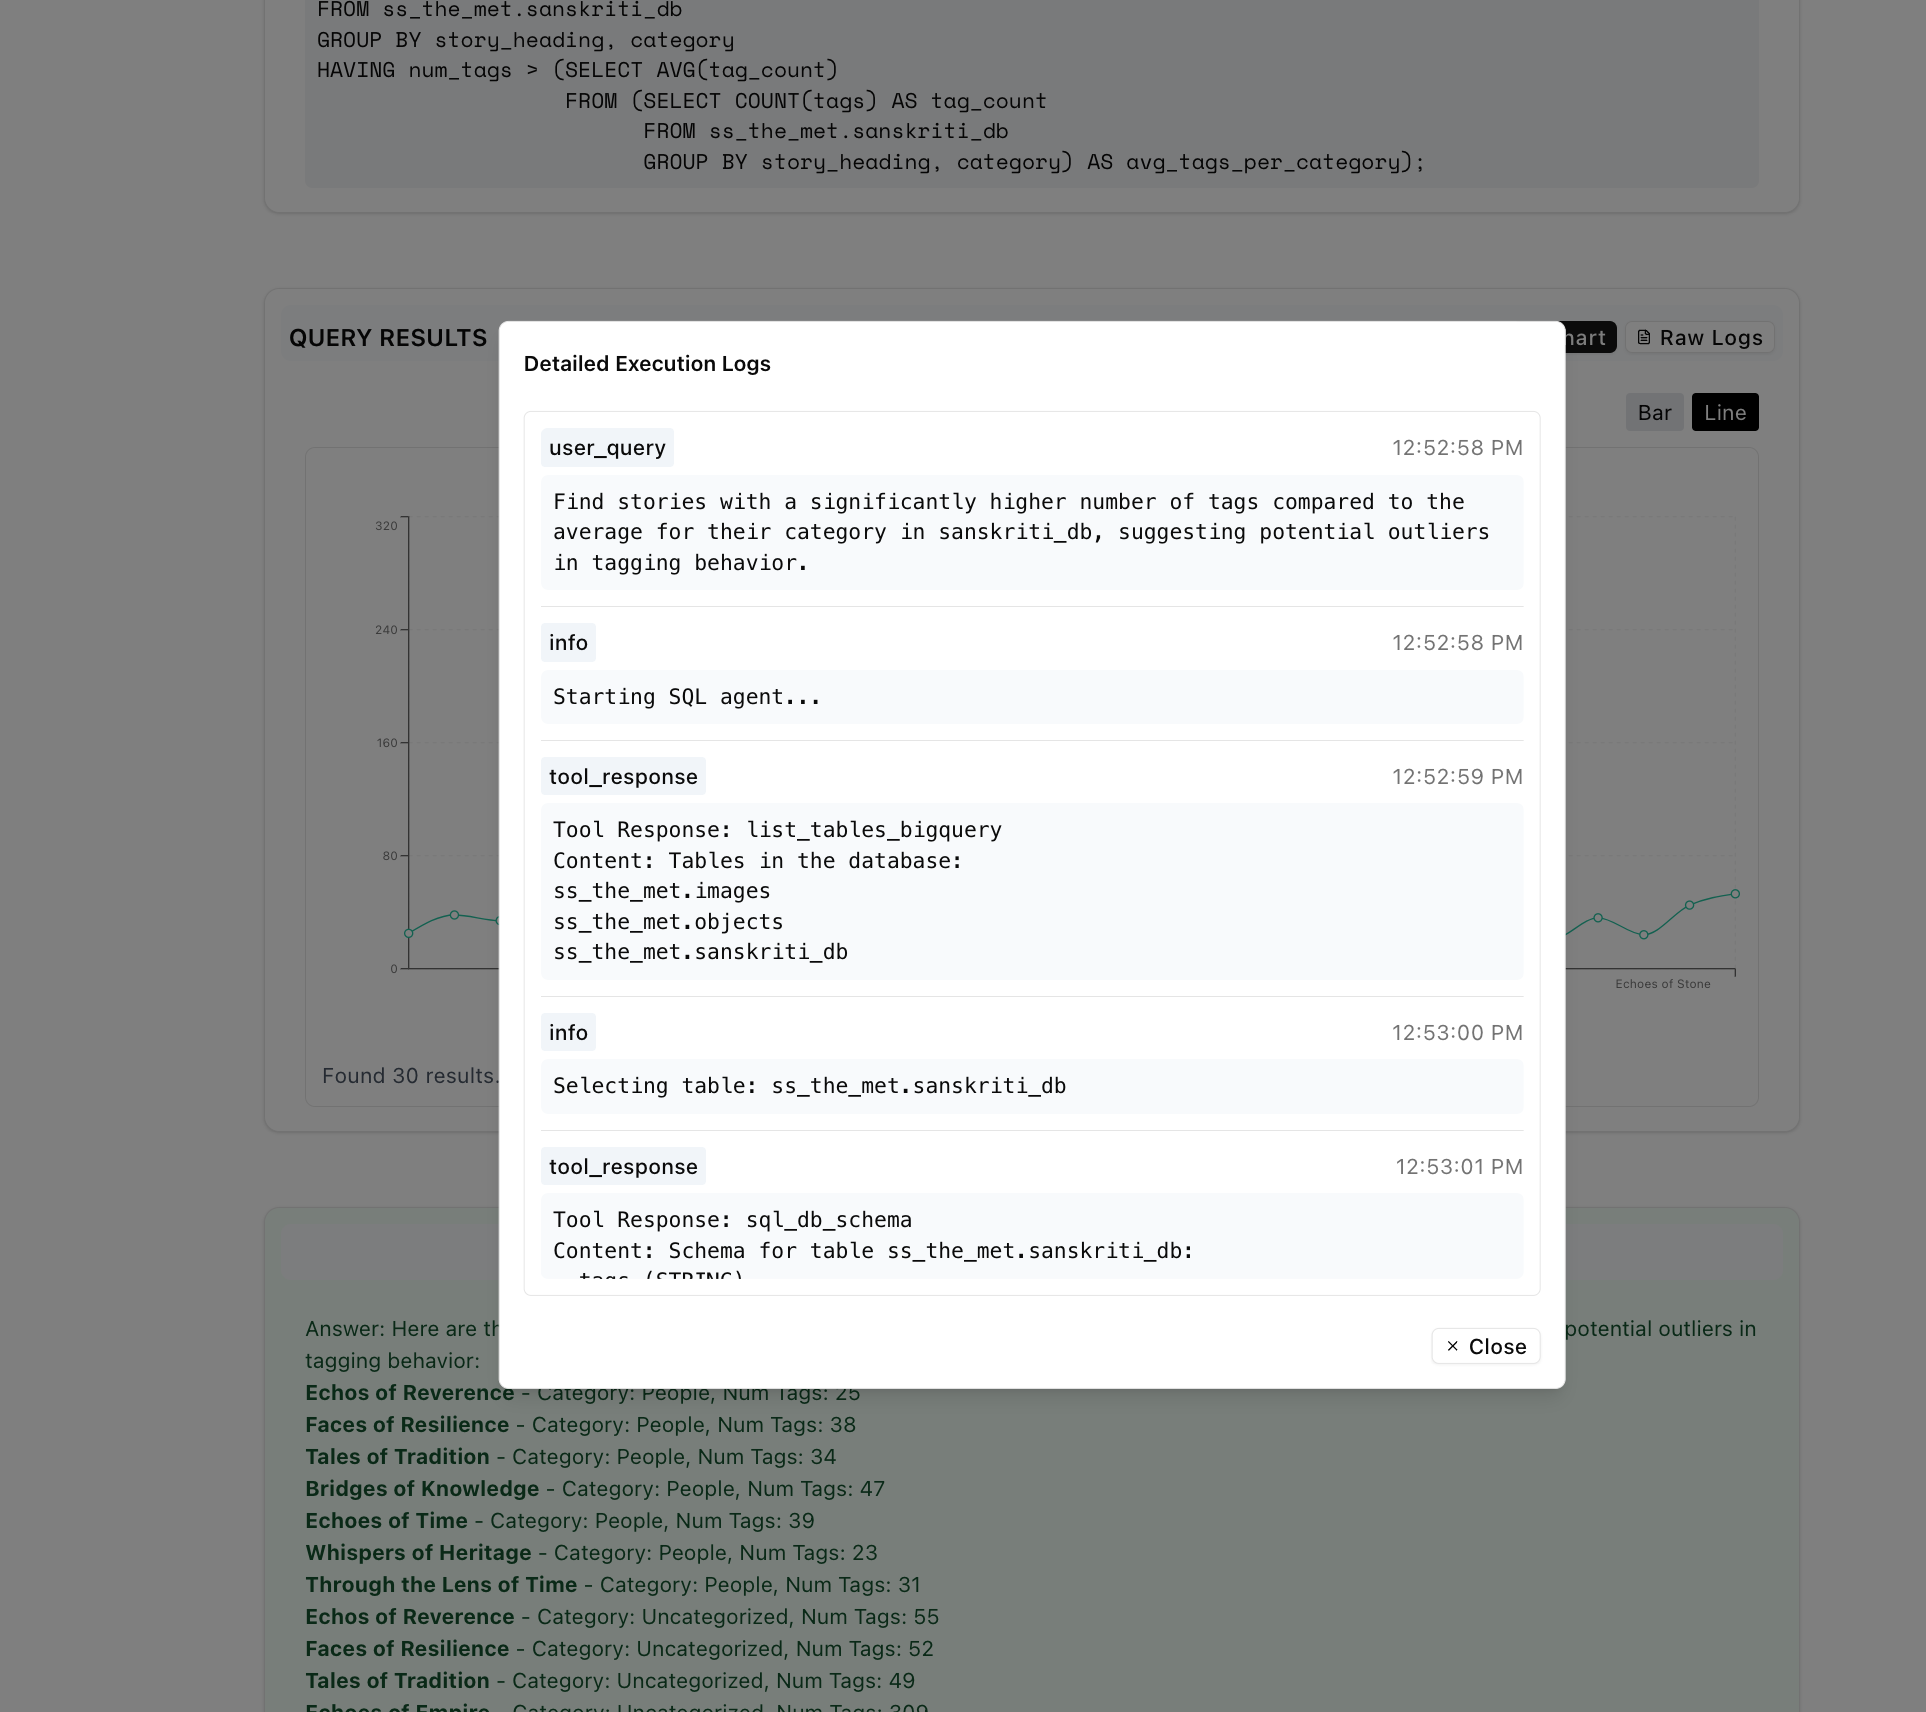 FROM ss_the_met.sanskriti_db
GROUP BY story_heading, category
HAVING num_tags > (SELECT AVG(tag_count)
FROM (SELECT COUNT(tags) AS tag_count
FROM ss_the_met.sanskriti_db
GROUP BY story_heading, category) AS avg_tags_per_category);
QUERY RESULTS
hart
Raw Logs
Bar
Line
Detailed Execution Logs
user_query
12:52:58 PM
Find stories with a significantly higher number of tags compared to the
average for their category in sanskriti_db, suggesting potential outliers
in tagging behavior.
info
12:52:58 PM
Starting SQL agent...
tool_response
12:52:59 PM
Tool Response: list_tables_bigquery
Content: Tables in the database:
ss_the_met.images
ss_the_met.objects
ss_the_met.sanskriti_db
info
12:53:00 PM
Selecting table: ss_the_met.sanskriti_db
tool_response
12:53:01 PM
Tool Response: sql_db_schema
Content: Schema for table ss_the_met.sanskriti_db:
tags (STRING)
Close
320
240
160
80
0
Echoes of Stone
Found 30 results.
Answer: Here are th
potential outliers in
tagging behavior:
Echos of Reverence - Category: People, Num Tags: 25
Faces of Resilience - Category: People, Num Tags: 38
Tales of Tradition - Category: People, Num Tags: 34
Bridges of Knowledge - Category: People, Num Tags: 47
Echoes of Time - Category: People, Num Tags: 39
Whispers of Heritage - Category: People, Num Tags: 23
Through the Lens of Time - Category: People, Num Tags: 31
Echos of Reverence - Category: Uncategorized, Num Tags: 55
Faces of Resilience - Category: Uncategorized, Num Tags: 52
Tales of Tradition - Category: Uncategorized, Num Tags: 49
Echoes of Empire - Category: Uncategorized, Num Tags: 309